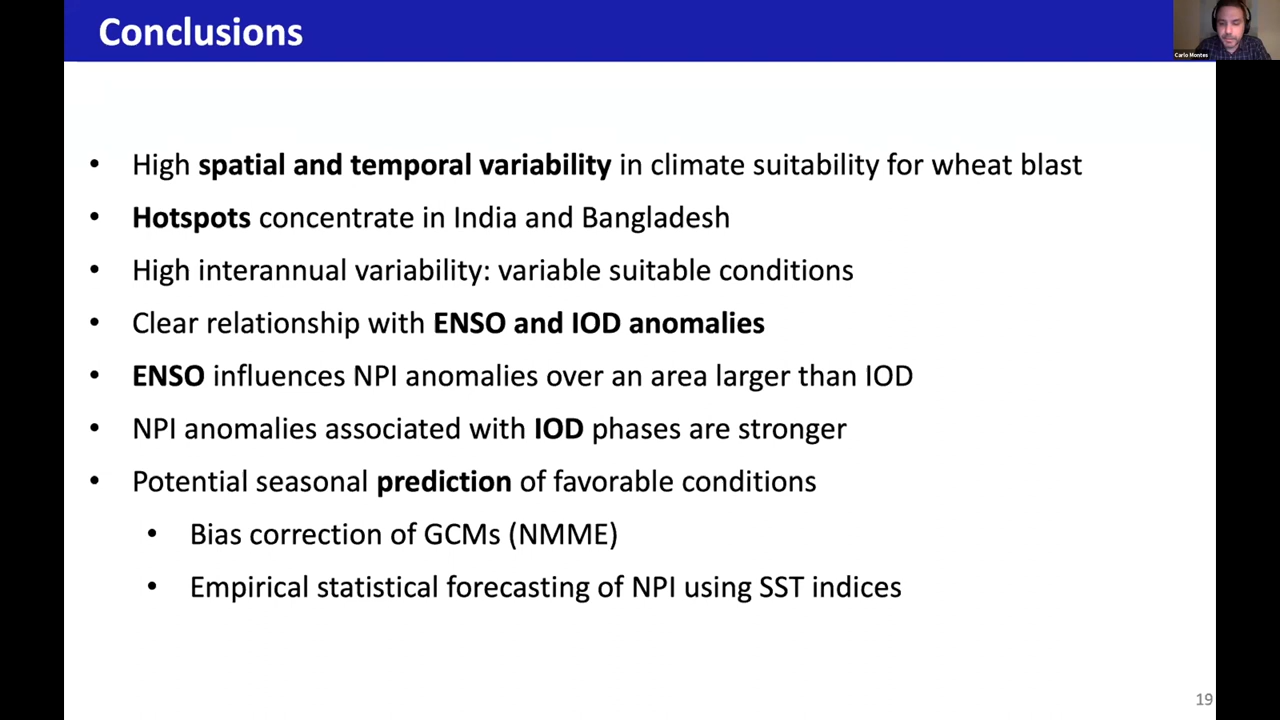 Conclusions
Carlo Montes
• High spatial and temporal variability in climate suitability for wheat blast
• Hotspots concentrate in India and Bangladesh
• High interannual variability: variable suitable conditions
• Clear relationship with ENSO and IOD anomalies
• ENSO influences NPI anomalies over an area larger than IOD
• NPI anomalies associated with IOD phases are stronger
• Potential seasonal prediction of favorable conditions
• Bias correction of GCMs (NMME)
• Empirical statistical forecasting of NPI using SST indices
19